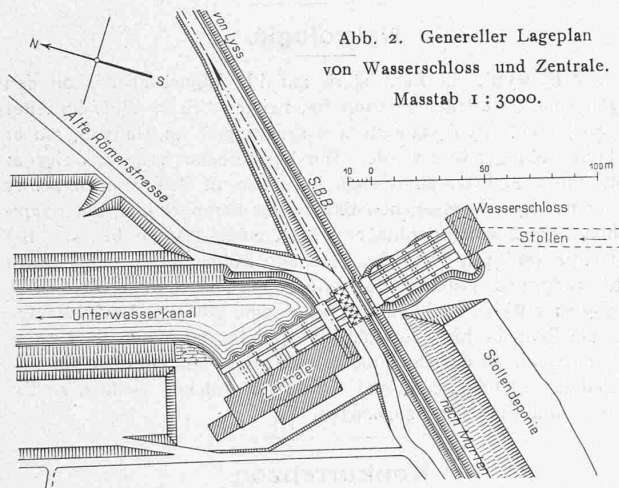 Abb. 2. Genereller Lageplan
von Wasserschloss und Zentrale.
Masstab 1 : 3000.
N
S
von Lyss
Alte Römerstrasse
S.B.B.
10 0 50 100m
Wasserschloss
Stollen
Unterwasserkanal
Zentrale
Stollendeponie
nach Murten